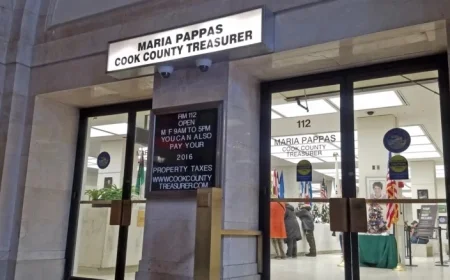 MARIA PAPPAS
COOK COUNTY TREASURER
RM 112
OPEN
M F 9AM TO 5PM
YOU CAN ALSO
PAY YOUR
2016
PROPERTY TAXES
WWW.COOKCOUNTY
TREASURER.COM
112
MARIA PAPPAS
COOK COUNTY TREASURER